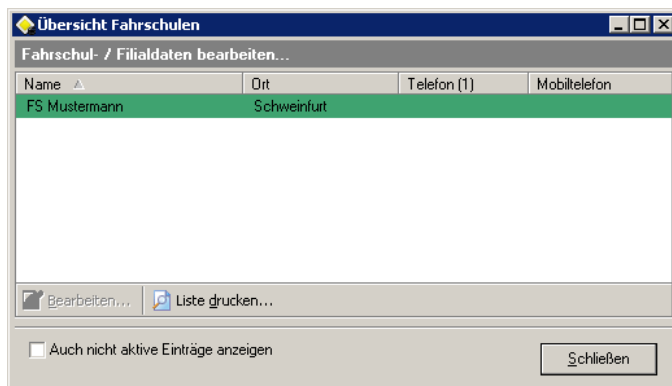 Übersicht Fahrschulen
Fahrschul- / Filialdaten bearbeiten...
Name Ort Telefon (1) Mobiltelefon
FS Mustermann Schweinfurt
Bearbeiten... Liste drucken...
Auch nicht aktive Einträge anzeigen
Schließen